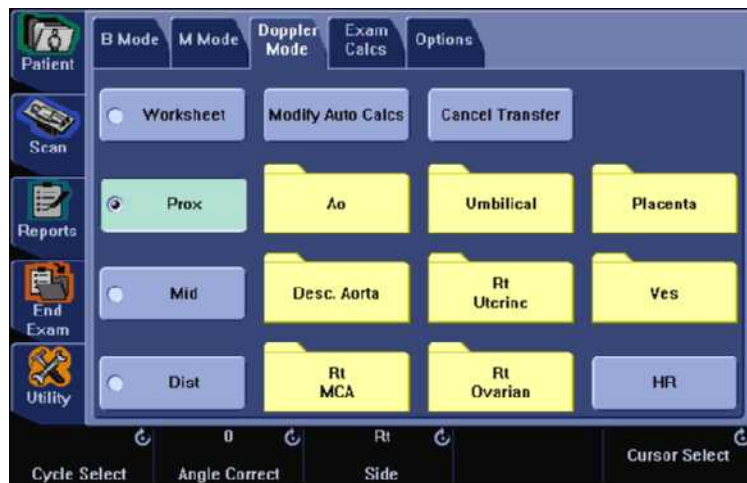 Patient
Scan
Reports
End
Exam
Utility
B Mode
M Mode
Doppler
Mode
Exam
Calcs
Options
Worksheet
Modify Auto Calcs
Cancel Transfer
Prox
Ao
Umbilical
Placenta
Mid
Desc. Aorta
Rt
Uterine
Ves
Dist
Rt
MCA
Rt
Ovarian
HR
Cycle Select
0
Angle Correct
Rt
Side
Cursor Select